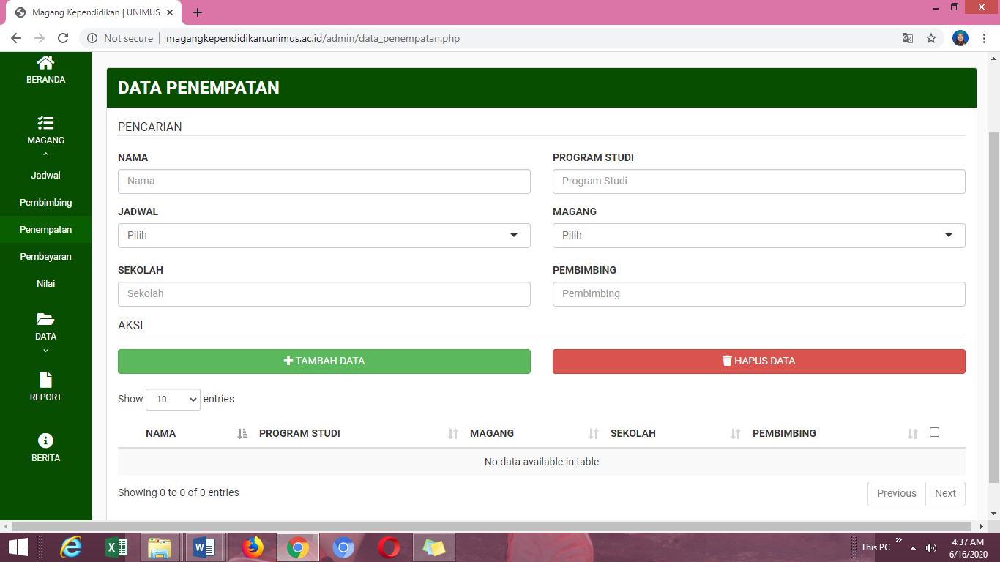 Magang Kependidikan | UNIMUS
Not secure | magangkependidikan.unimus.ac.id/admin/data_penempatan.php
BERANDA
MAGANG
Jadwal
Pembimbing
Penempatan
Pembayaran
Nilai
DATA
REPORT
BERITA
DATA PENEMPATAN
PENCARIAN
NAMA PROGRAM STUDI
Nama Program Studi
JADWAL MAGANG
Pilih Pilih
SEKOLAH PEMBIMBING
Sekolah Pembimbing
AKSI
TAMBAH DATA HAPUS DATA
Show 10 entries
NAMA PROGRAM STUDI MAGANG SEKOLAH PEMBIMBING
No data available in table
Showing 0 to 0 of 0 entries Previous Next
This PC
4:37 AM
6/16/2020